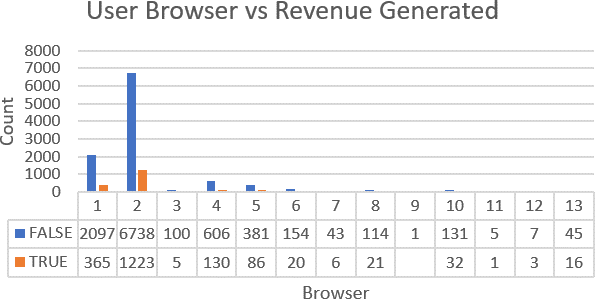 User Browser vs Revenue Generated
8000
7000
6000
5000
4000
3000
2000
1000
0
Count
1 2 3 4 5 6 7 8 9 10 11 12 13
FALSE 2097 6738 100 606 381 154 43 114 1 131 5 7 45
TRUE 365 1223 5 130 86 20 6 21 32 1 3 16
Browser